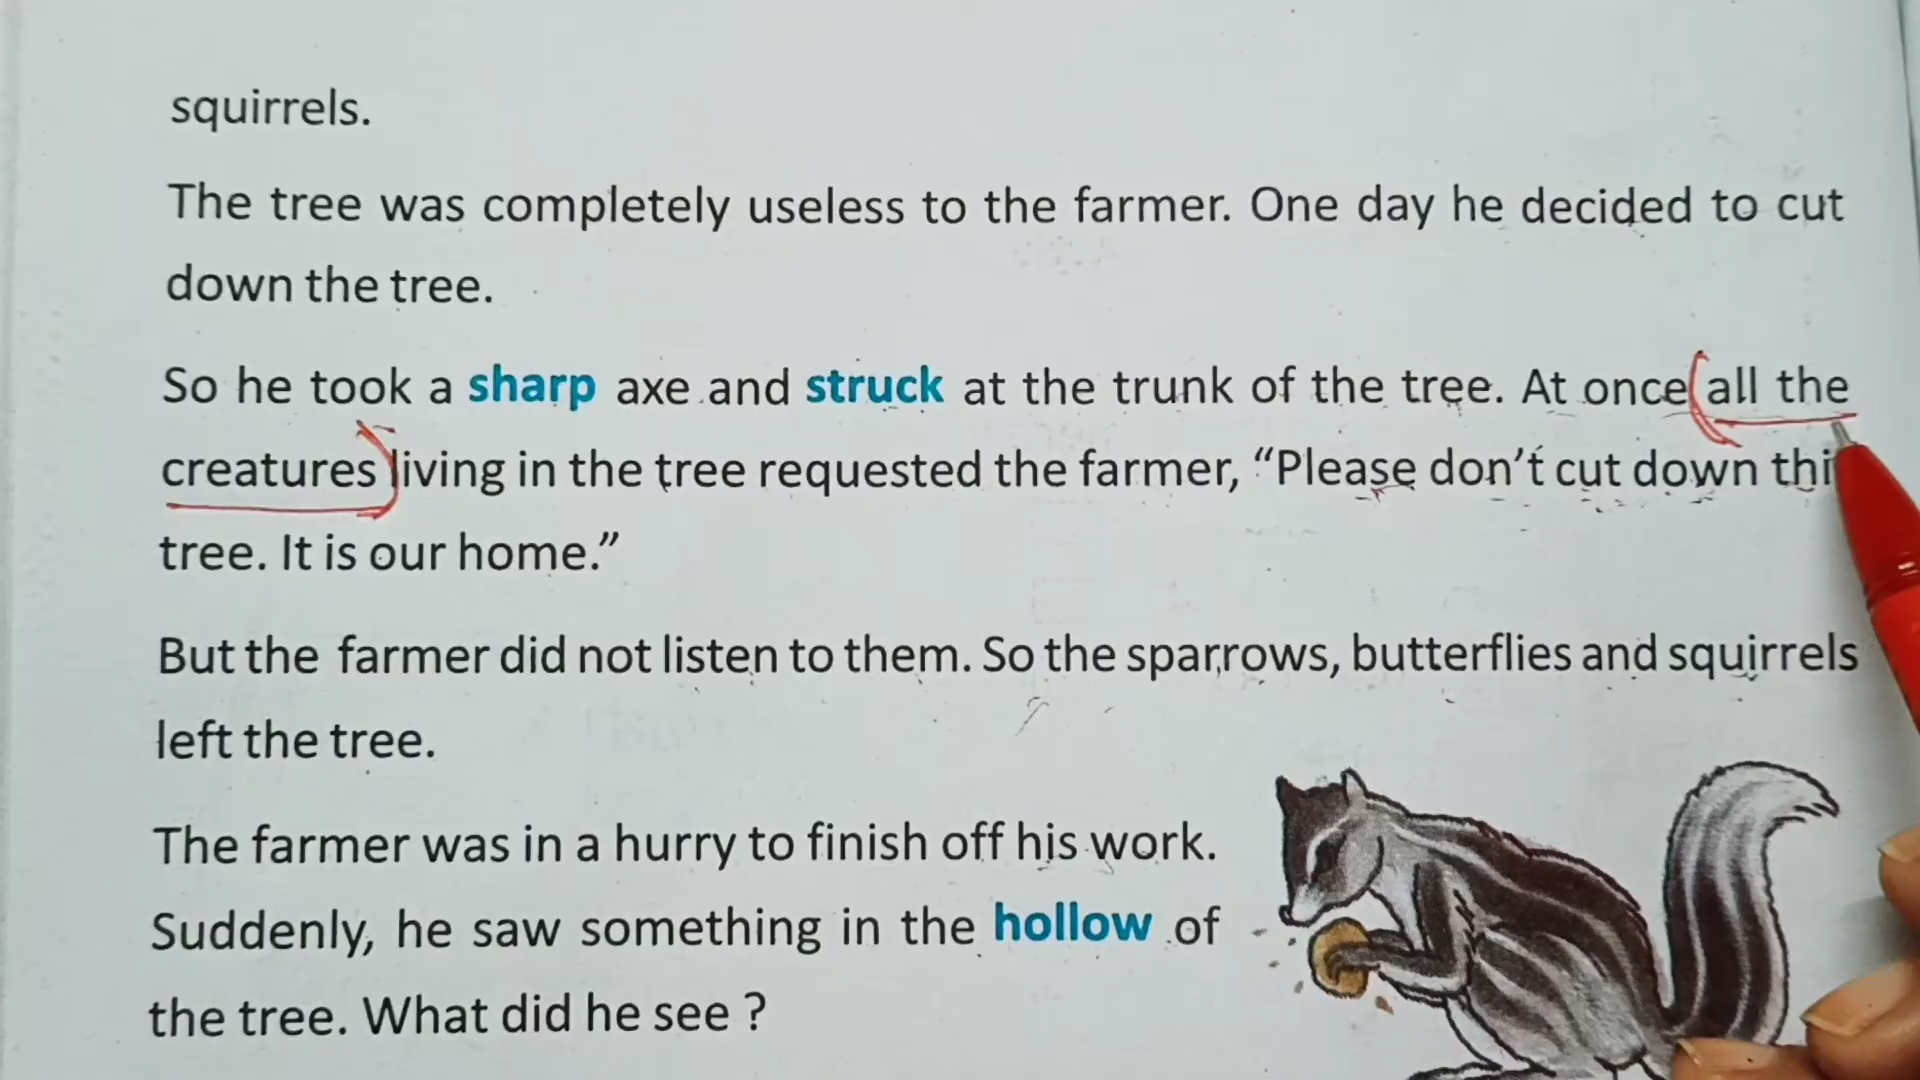 squirrels.
The tree was completely useless to the farmer. One day he decided to cut
down the tree.
So he took a sharp axe and struck at the trunk of the tree. At once all the
creatures living in the tree requested the farmer, “Please don’t cut down thi
tree. It is our home.”
But the farmer did not listen to them. So the sparrows, butterflies and squirrels
left the tree.
The farmer was in a hurry to finish off his work.
Suddenly, he saw something in the hollow of
the tree. What did he see ?